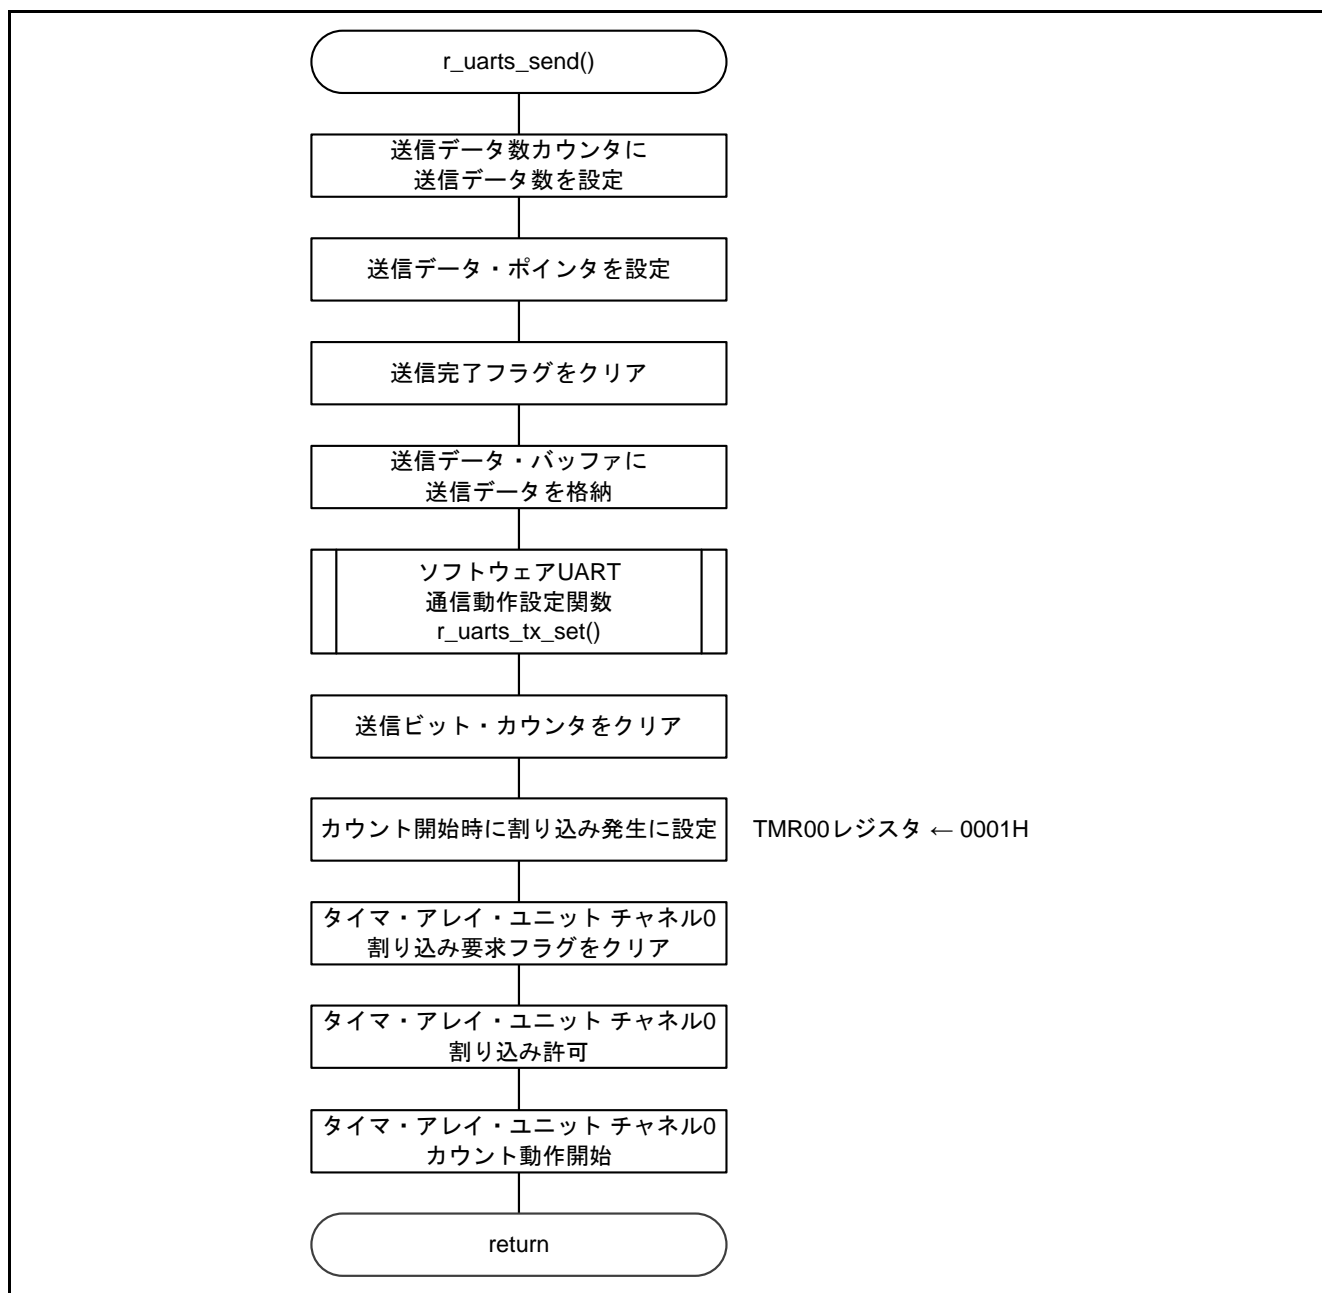 r_uarts_send()
送信データ数カウンタに
送信データ数を設定
送信データ・ポインタを設定
送信完了フラグをクリア
送信データ・バッファに
送信データを格納
ソフトウェアUART
通信動作設定関数
r_uarts_tx_set()
送信ビット・カウンタをクリア
カウント開始時に割り込み発生に設定
TMR00レジスタ ← 0001H
タイマ・アレイ・ユニット チャネル0
割り込み要求フラグをクリア
タイマ・アレイ・ユニット チャネル0
割り込み許可
タイマ・アレイ・ユニット チャネル0
カウント動作開始
return